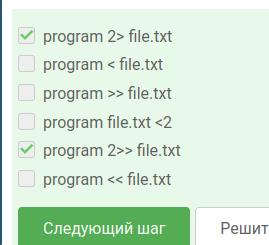 program 2> file.txt
program < file.txt
program >> file.txt
program file.txt <2
program 2>> file.txt
program << file.txt
Следующий шаг Решит